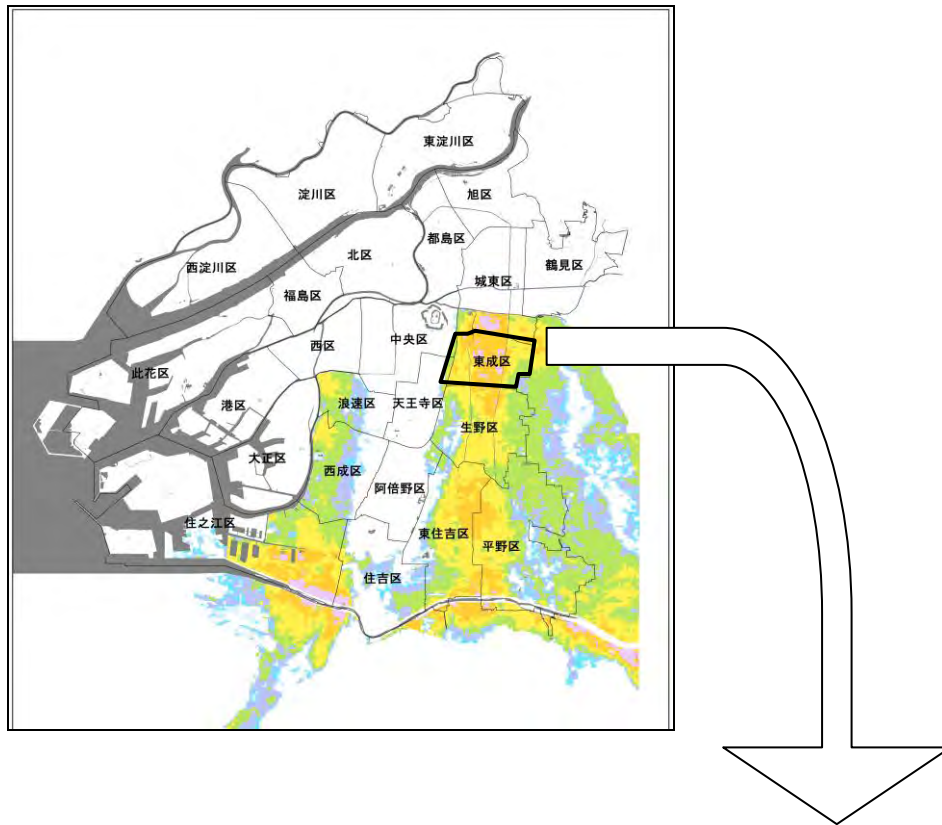 東淀川区
淀川区
旭区
都島区
北区
鶴見区
西淀川区
城東区
福島区
中央区
西区
東成区
此花区
浪速区
天王寺区
港区
生野区
大正区
西成区
阿倍野区
住之江区
東住吉区
平野区
住吉区